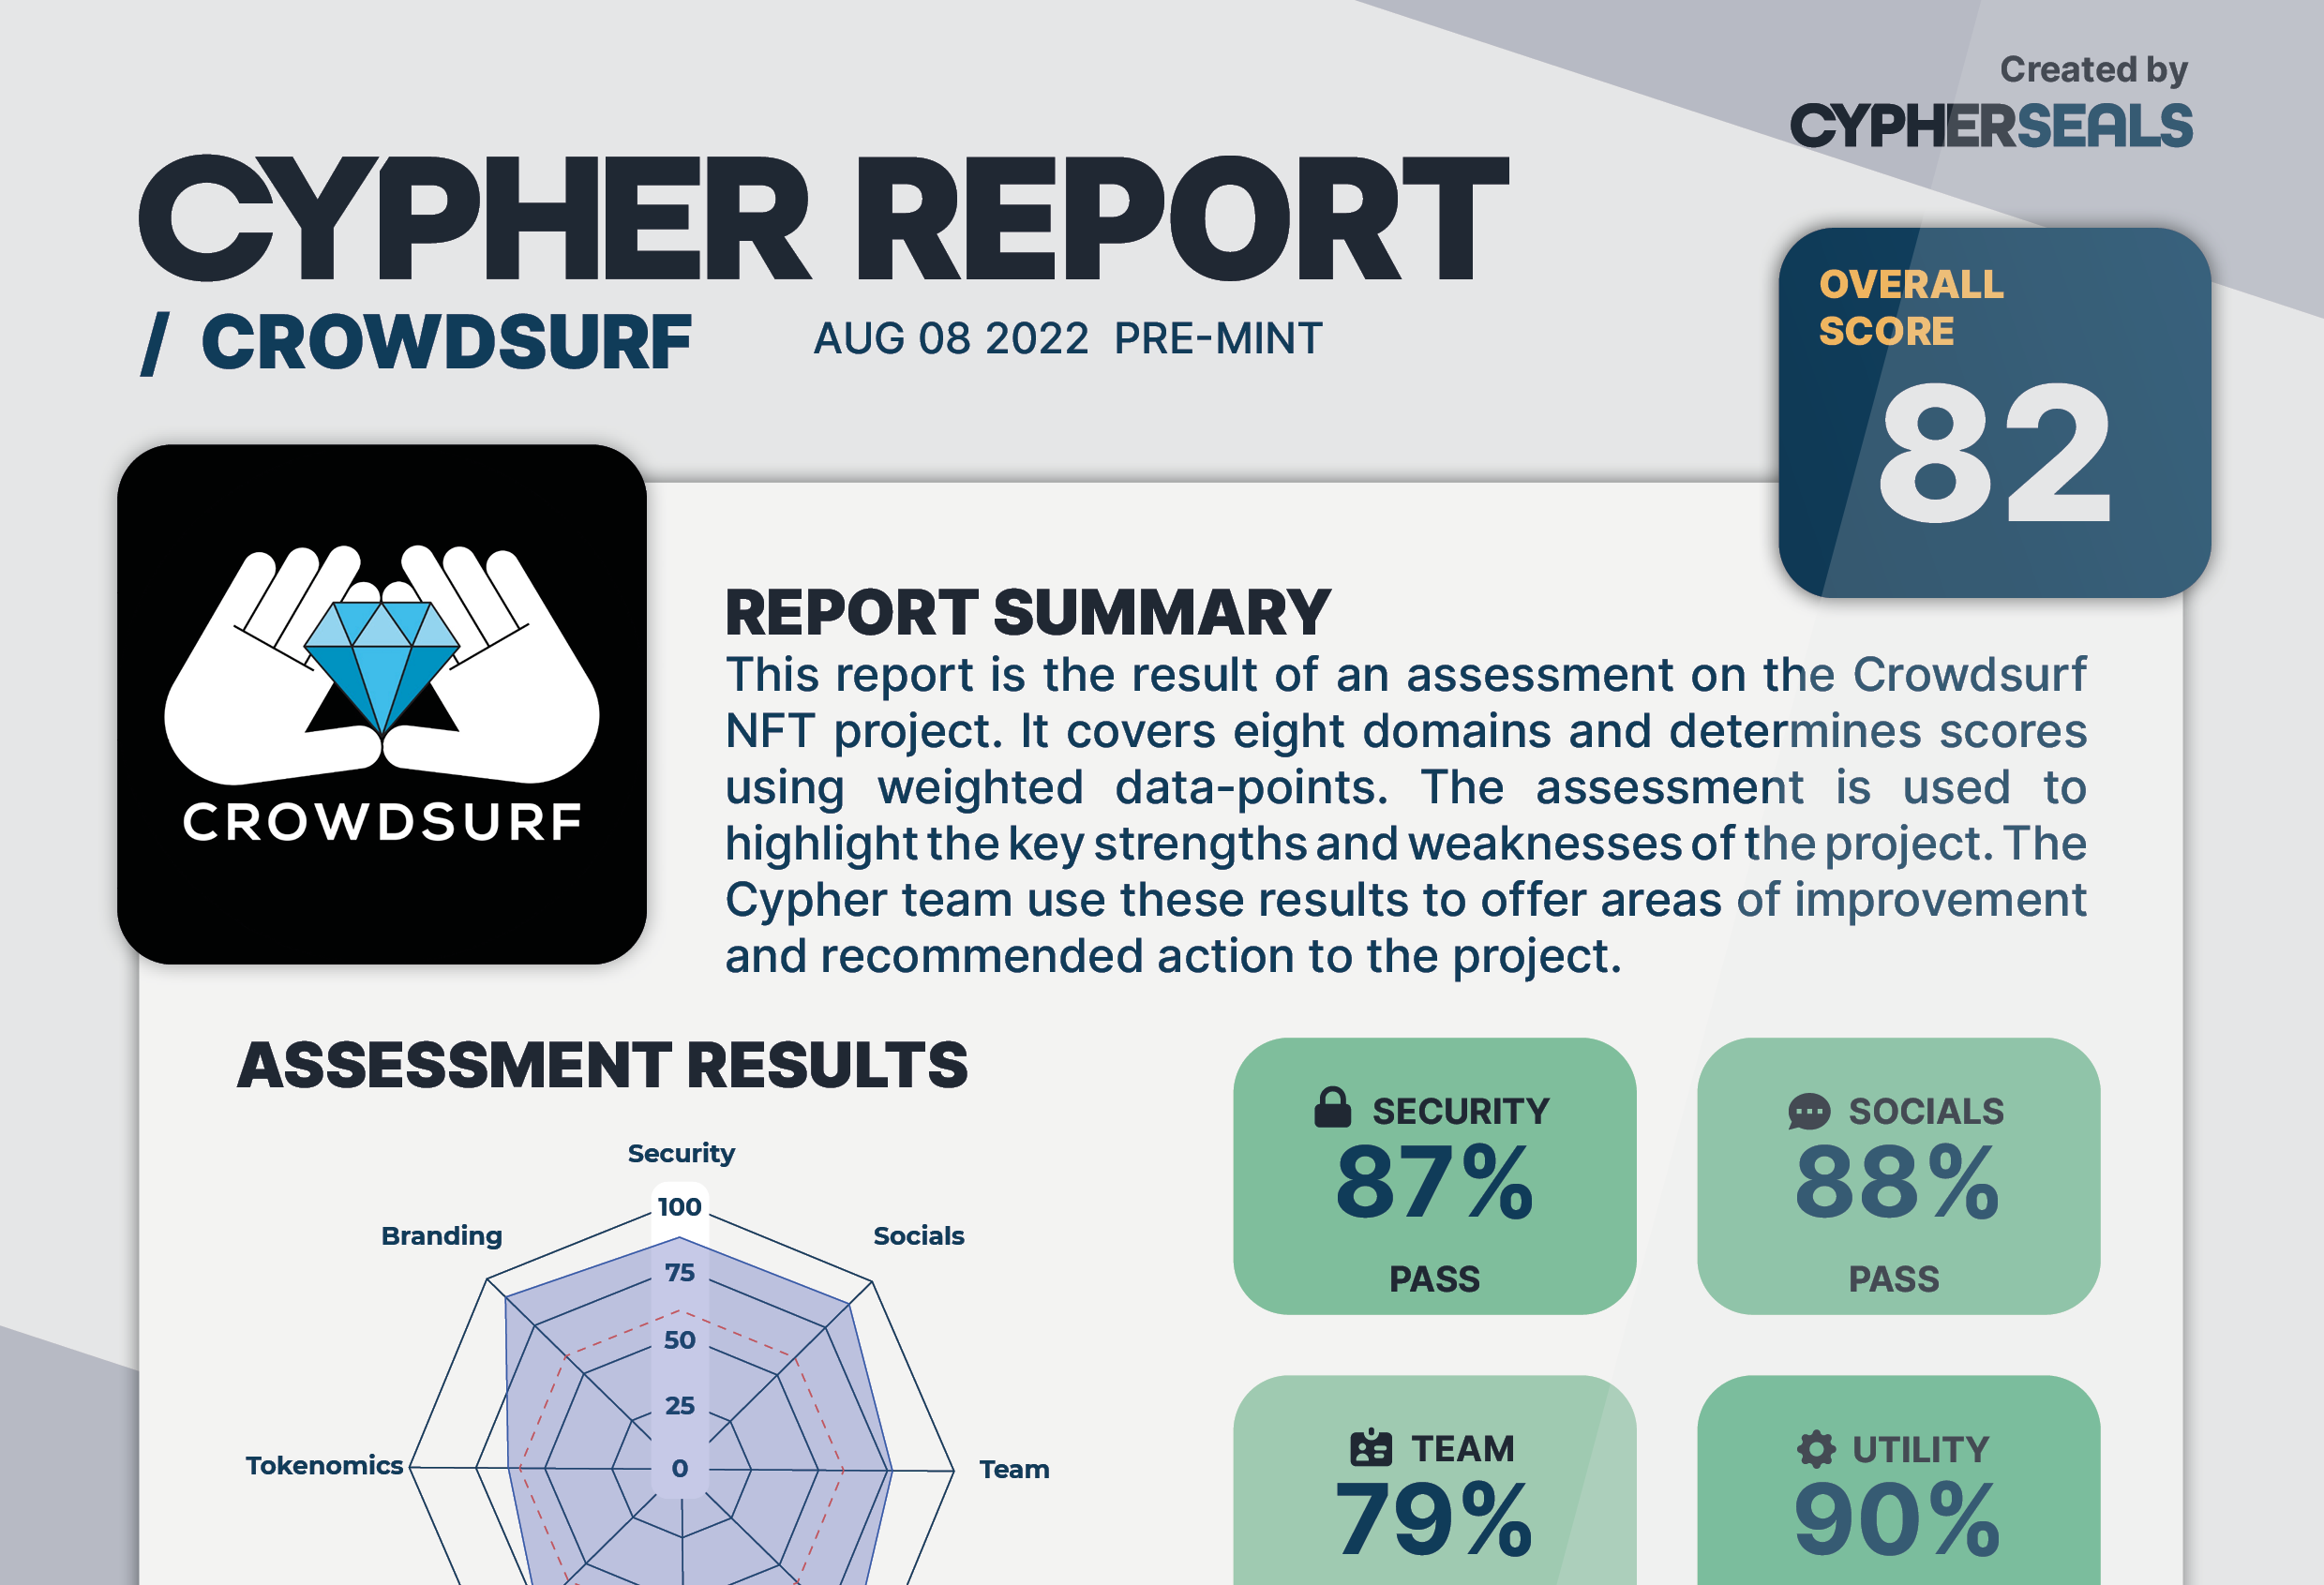 Created by
CYPHERSEALS
CYPHER REPORT
/ CROWDSURF
AUG 08 2022 PRE-MINT
OVERALL
SCORE
82
CROWDSURF
REPORT SUMMARY
This report is the result of an assessment on the Crowdsurf
NFT project. It covers eight domains and determines scores
using weighted data-points. The assessment is used to
highlight the key strengths and weaknesses of the project. The
Cypher team use these results to offer areas of improvement
and recommended action to the project.
ASSESSMENT RESULTS
Security
Branding
Socials
Tokenomics
Team
100
75
50
25
0
SECURITY
87%
PASS
SOCIALS
88%
PASS
TEAM
79%
UTILITY
90%